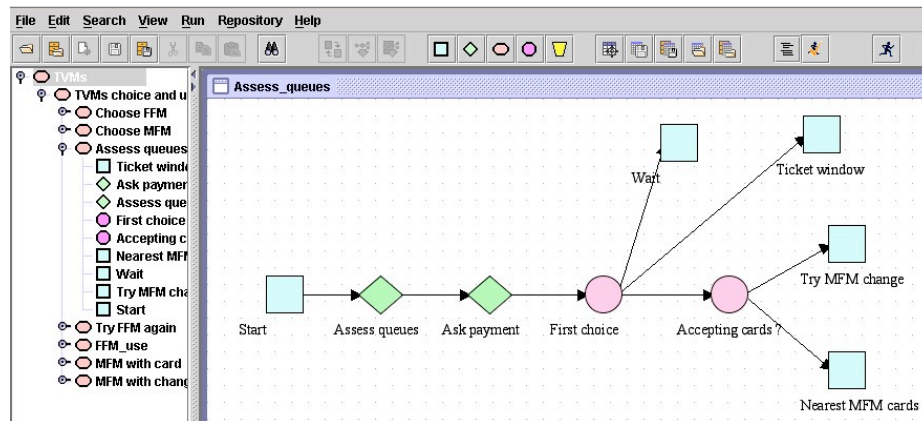 File Edit Search View Run Repository Help
TVMs
TVMs choice and u
Choose FFM
Choose MFM
Assess queues
Ticket windo
Ask paymen
Assess que
First choice
Accepting c
Nearest MFM
Wait
Try MFM cha
Start
Try FFM again
FFM_use
MFM with card
MFM with chang
Assess_queues
Wait
Ticket window
Try MFM change
Start
Assess queues
Ask payment
First choice
Accepting cards ?
Nearest MFM cards